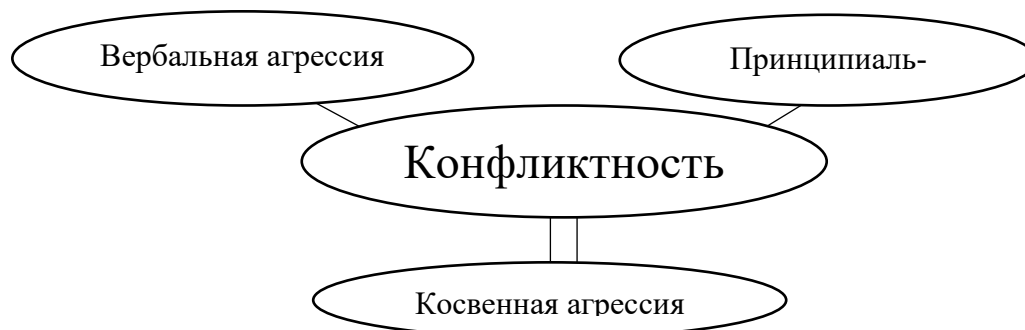 Вербальная агрессия
Принципиаль-
Конфликтность
Косвенная агрессия